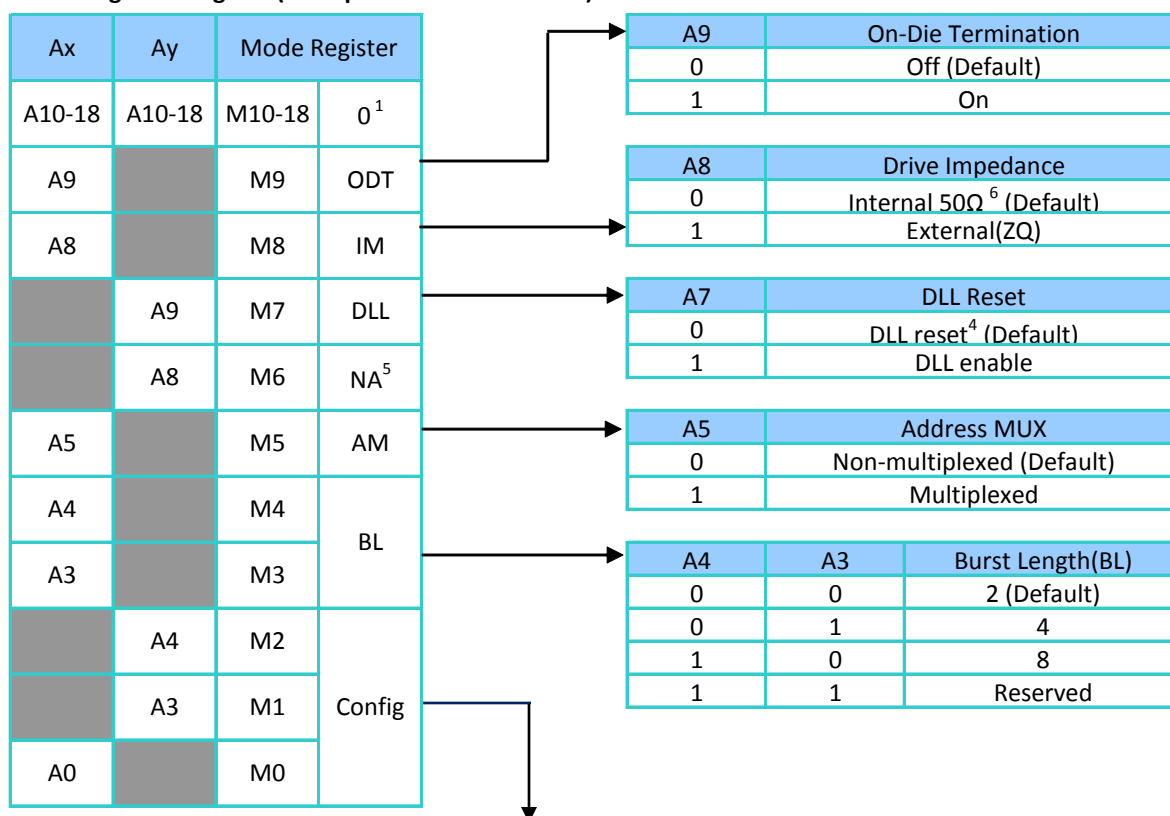 Ax Ay Mode Register
A10-18 A10-18 M10-18 0¹
A9 M9 ODT
A8 M8 IM
A9 M7 DLL
A8 M6 NA⁵
A5 M5 AM
A4 M4
BL
A3 M3
A4 M2
A3 M1 Config
A0 M0
A9 On-Die Termination
0 Off (Default)
1 On
A8 Drive Impedance
0 Internal 50Ω ⁶ (Default)
1 External(ZQ)
A7 DLL Reset
0 DLL reset⁴ (Default)
1 DLL enable
A5 Address MUX
0 Non-multiplexed (Default)
1 Multiplexed
A4 A3 Burst Length(BL)
0 0 2 (Default)
0 1 4
1 0 8
1 1 Reserved